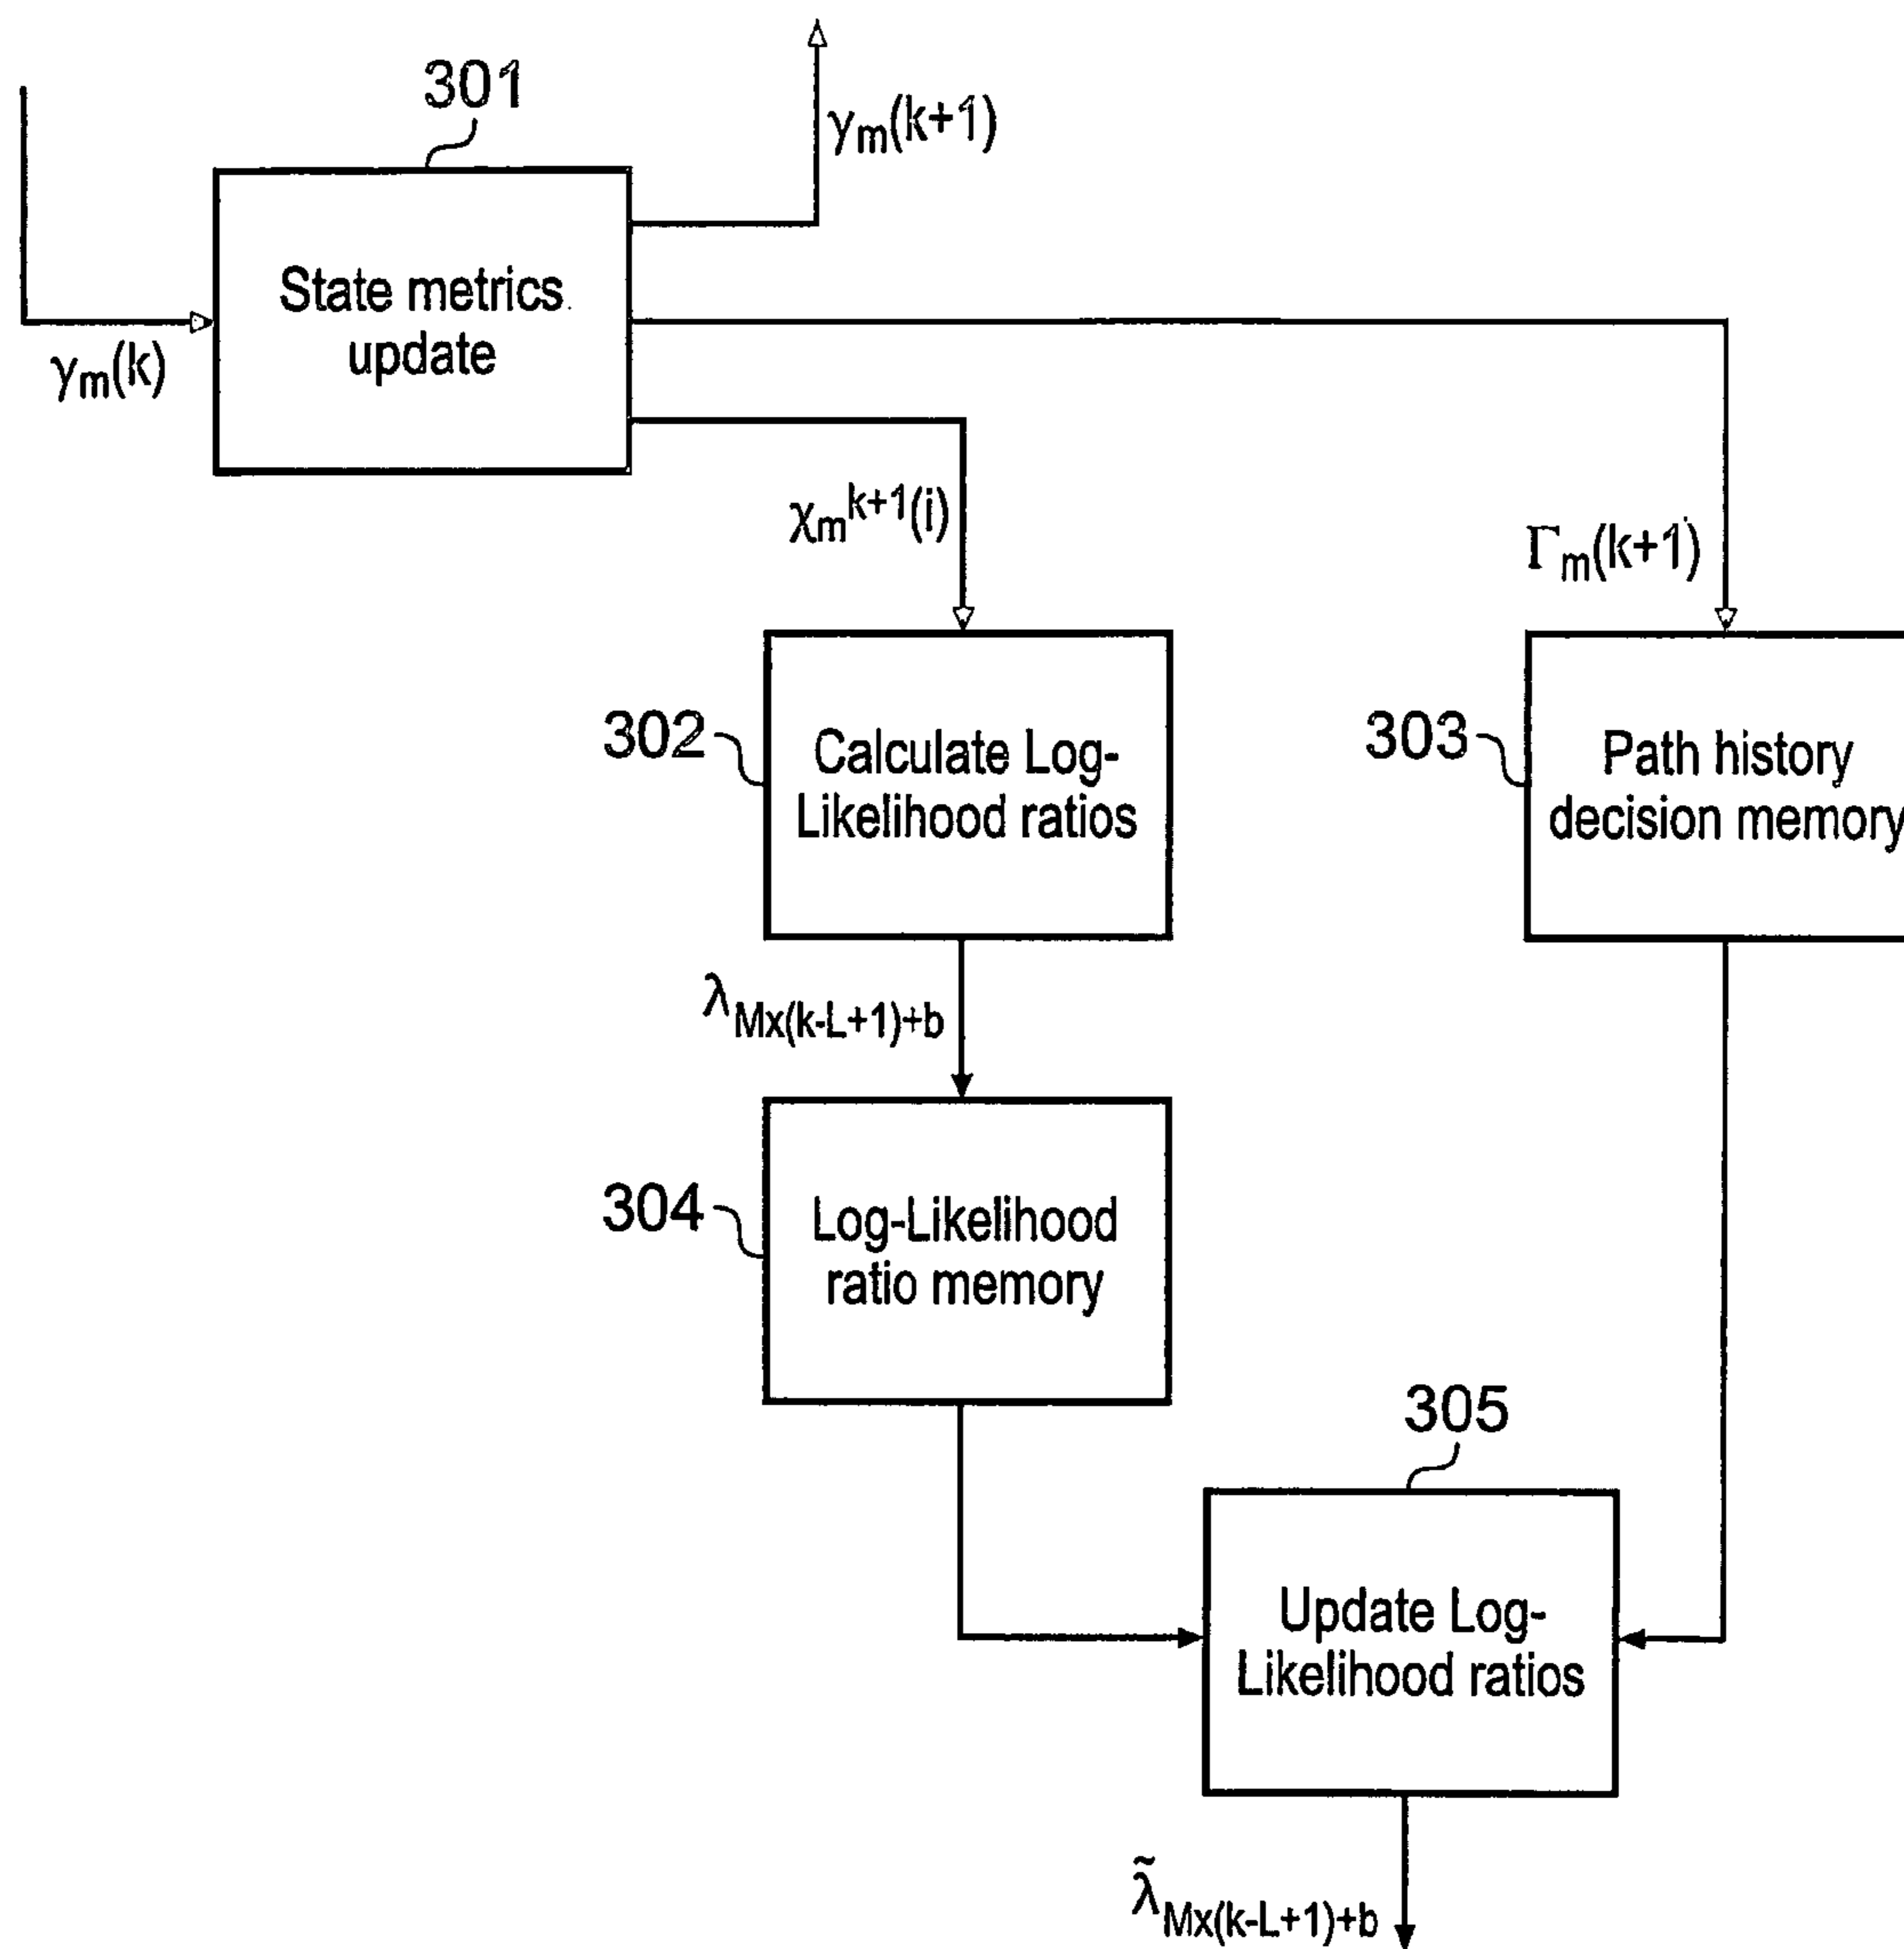 301
γm(k+1)
State metrics
update
γm(k)
χm^k+1(i)
Γm(k+1)
302
Calculate Log-
Likelihood ratios
303
Path history
decision memory
λMx(k-L+1)+b
304
Log-Likelihood
ratio memory
305
Update Log-
Likelihood ratios
λ̃Mx(k-L+1)+b